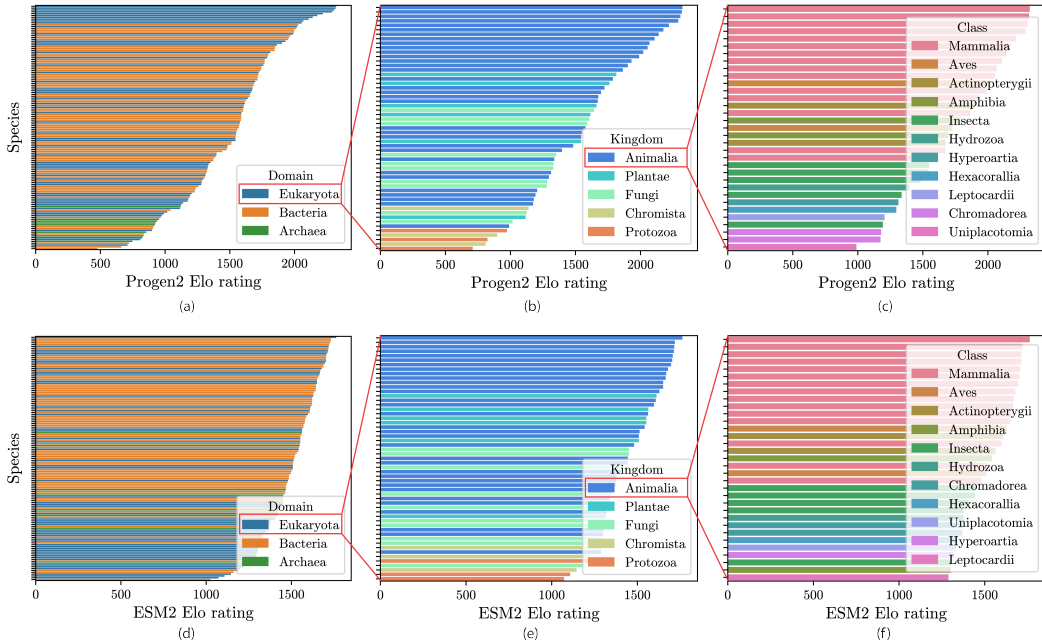 Species
Domain
Eukaryota
Bacteria
Archaea
0 500 1000 1500 2000
Progen2 Elo rating
(a)
Kingdom
Animalia
Plantae
Fungi
Chromista
Protozoa
0 500 1000 1500 2000
Progen2 Elo rating
(b)
Class
Mammalia
Aves
Actinopterygii
Amphibia
Insecta
Hydrozoa
Hyperoartia
Hexacorallia
Leptocardii
Chromadorea
Uniplacotomia
0 500 1000 1500 2000
Progen2 Elo rating
(c)
Species
Domain
Eukaryota
Bacteria
Archaea
0 500 1000 1500
ESM2 Elo rating
(d)
Kingdom
Animalia
Plantae
Fungi
Chromista
Protozoa
0 500 1000 1500
ESM2 Elo rating
(e)
Class
Mammalia
Aves
Actinopterygii
Amphibia
Insecta
Hydrozoa
Chromadorea
Hexacorallia
Uniplacotomia
Hyperoartia
Leptocardii
0 500 1000 1500
ESM2 Elo rating
(f)